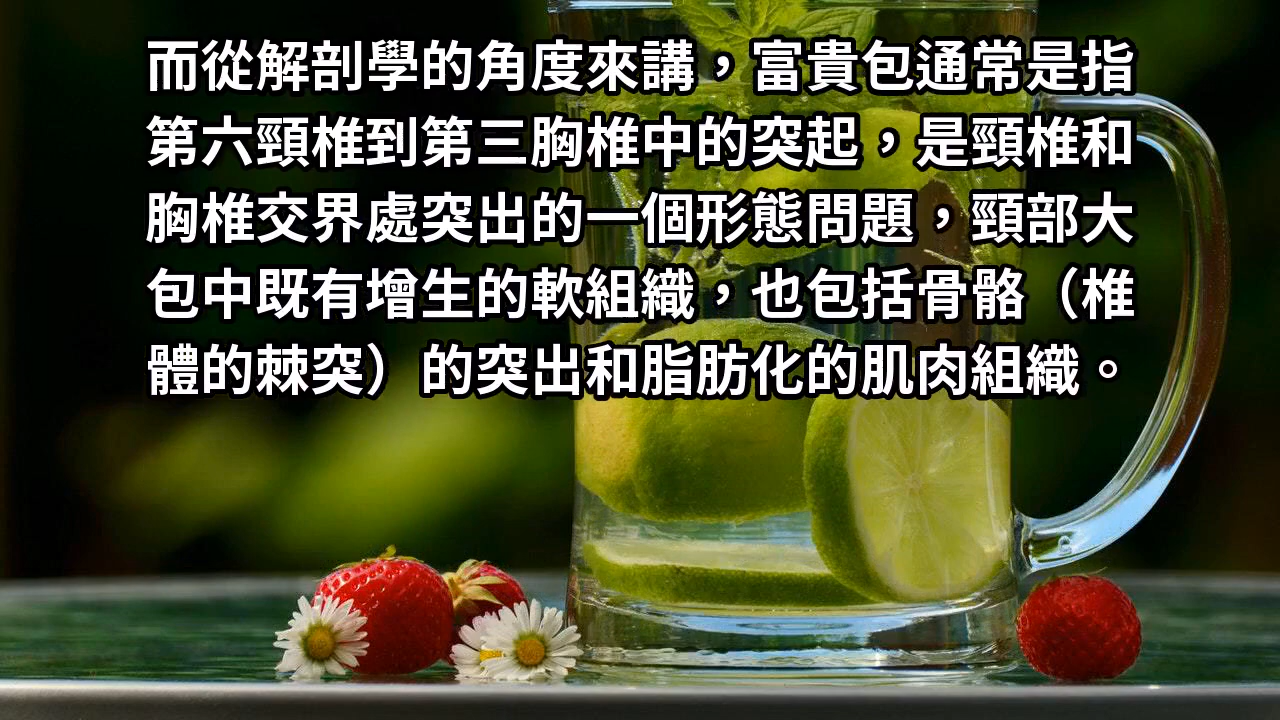 而從解剖學的角度來講，富貴包通常是指
第六頸椎到第三胸椎中的突起，是頸椎和
胸椎交界處突出的一個形態問題，頸部大
包中既有增生的軟組織，也包括骨骼（椎
體的棘突）的突出和脂肪化的肌肉組織。